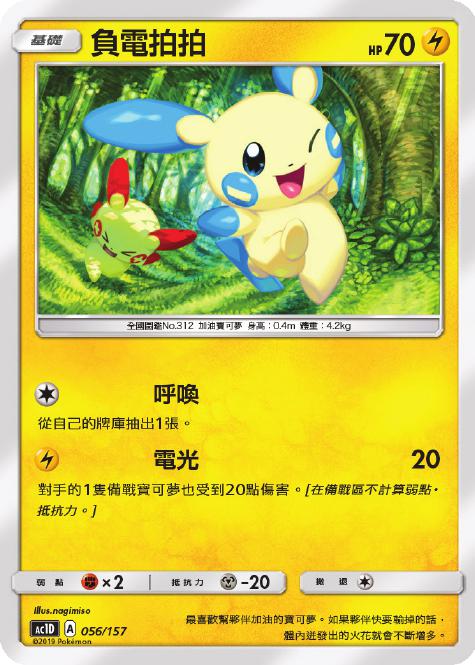 基礎 負電拍拍 HP70
全國圖鑑No.312 加油寶可夢 身高：0.4m 體重：4.2kg
呼喚
從自己的牌庫抽出1張。
電光 20
對手的1隻備戰寶可夢也受到20點傷害。[在備戰區不計算弱點・
抵抗力。]
弱點 ×2 抵抗力 -20 撤退
Illus.nagimiso
AC1D A 056/157
©2019 Pokémon
最喜歡幫夥伴加油的寶可夢。如果夥伴快要輸掉的話，
體內迸發出的火花就會不斷增多。